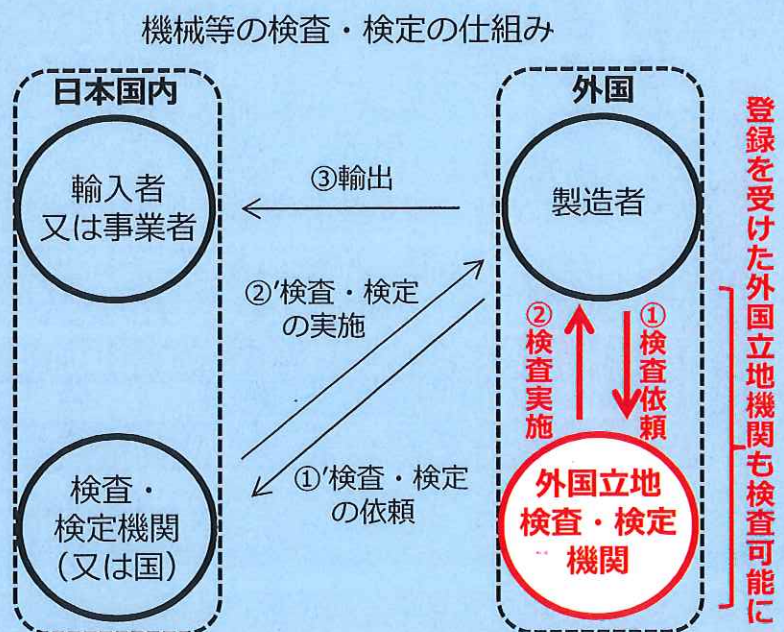 機械等の検査・検定の仕組み
日本国内
輸入者
又は事業者
検査・
検定機関
(又は国)
③輸出
②'検査・検定
の実施
①'検査・検定
の依頼
外国
製造者
②検査実施
①検査依頼
外国立地
検査・検定
機関
登録を受けた外国立地機関も検査可能に